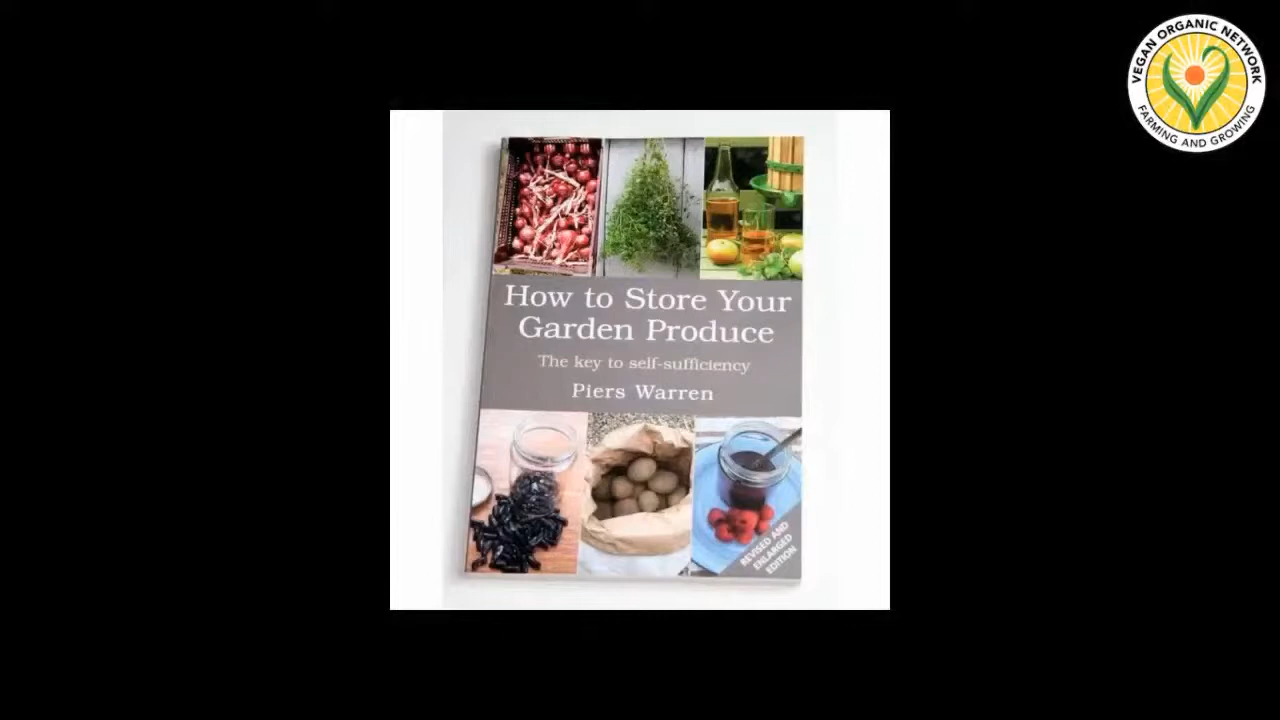 VEGAN ORGANIC NETWORK
FARMING AND GROWING
How to Store Your
Garden Produce
The key to self-sufficiency
Piers Warren
REVISED AND
ENLARGED
EDITION